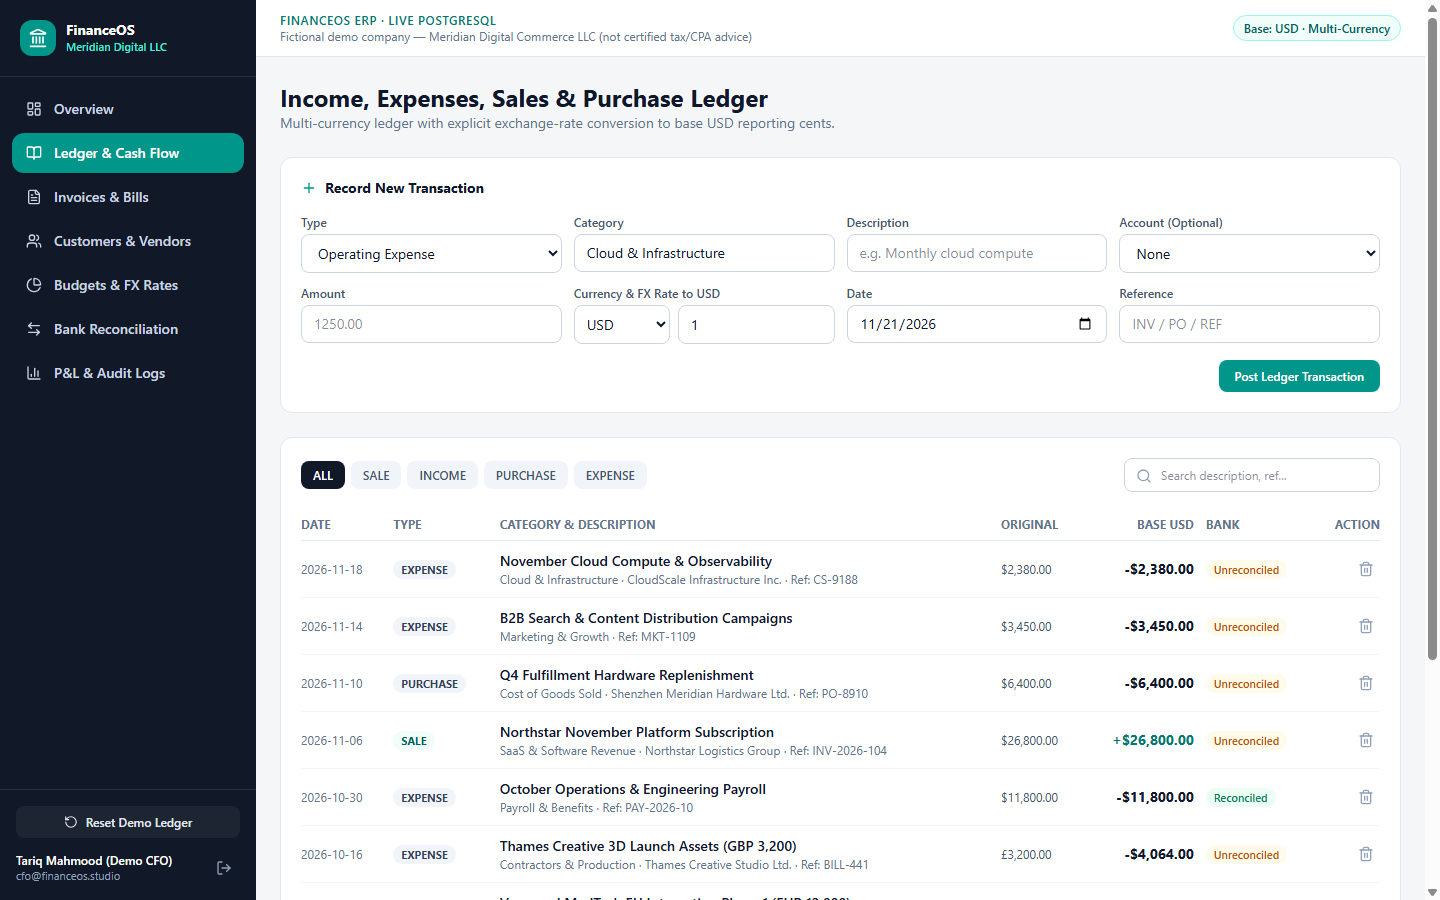 FinanceOS
Meridian Digital LLC
Overview
Ledger & Cash Flow
Invoices & Bills
Customers & Vendors
Budgets & FX Rates
Bank Reconciliation
P&L & Audit Logs
Reset Demo Ledger
Tariq Mahmood (Demo CFO)
cfo@financeos.studio
FINANCEOS ERP · LIVE POSTGRESQL
Fictional demo company — Meridian Digital Commerce LLC (not certified tax/CPA advice)
Base: USD · Multi-Currency
Income, Expenses, Sales & Purchase Ledger
Multi-currency ledger with explicit exchange-rate conversion to base USD reporting cents.
Record New Transaction
Type Category Description Account (Optional)
Operating Expense Cloud & Infrastructure e.g. Monthly cloud compute None
Amount Currency & FX Rate to USD Date Reference
1250.00 USD 1 11/21/2026 INV / PO / REF
Post Ledger Transaction
ALL SALE INCOME PURCHASE EXPENSE Search description, ref...
DATE TYPE CATEGORY & DESCRIPTION ORIGINAL BASE USD BANK ACTION
2026-11-18 EXPENSE November Cloud Compute & Observability $2,380.00 -$2,380.00 Unreconciled
Cloud & Infrastructure · CloudScale Infrastructure Inc. · Ref: CS-9188
2026-11-14 EXPENSE B2B Search & Content Distribution Campaigns $3,450.00 -$3,450.00 Unreconciled
Marketing & Growth · Ref: MKT-1109
2026-11-10 PURCHASE Q4 Fulfillment Hardware Replenishment $6,400.00 -$6,400.00 Unreconciled
Cost of Goods Sold · Shenzhen Meridian Hardware Ltd. · Ref: PO-8910
2026-11-06 SALE Northstar November Platform Subscription $26,800.00 +$26,800.00 Unreconciled
SaaS & Software Revenue · Northstar Logistics Group · Ref: INV-2026-104
2026-10-30 EXPENSE October Operations & Engineering Payroll $11,800.00 -$11,800.00 Reconciled
Payroll & Benefits · Ref: PAY-2026-10
2026-10-16 EXPENSE Thames Creative 3D Launch Assets (GBP 3,200) £3,200.00 -$4,064.00 Unreconciled
Contractors & Production · Thames Creative Studio Ltd. · Ref: BILL-441